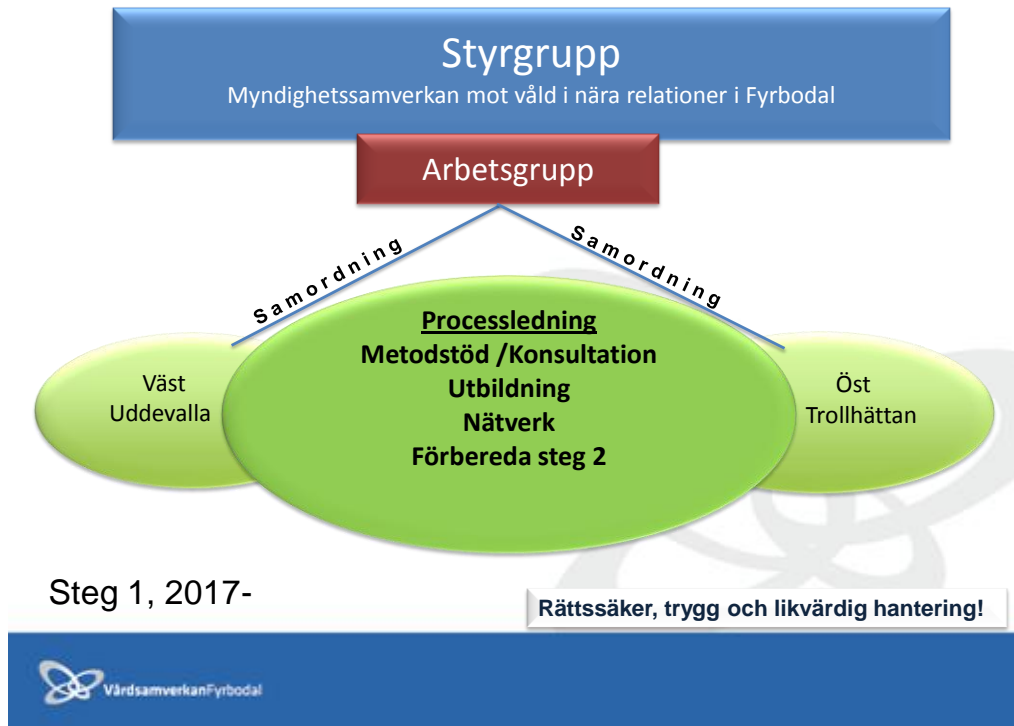 Styrgrupp
Myndighetssamverkan mot våld i nära relationer i Fyrbodal
Arbetsgrupp
Samordning
Samordning
Processledning
Metodstöd /Konsultation
Utbildning
Nätverk
Förbereda steg 2
Väst
Uddevalla
Öst
Trollhättan
Steg 1, 2017-
Rättssäker, trygg och likvärdig hantering!
VårdsamverkanFyrbodal